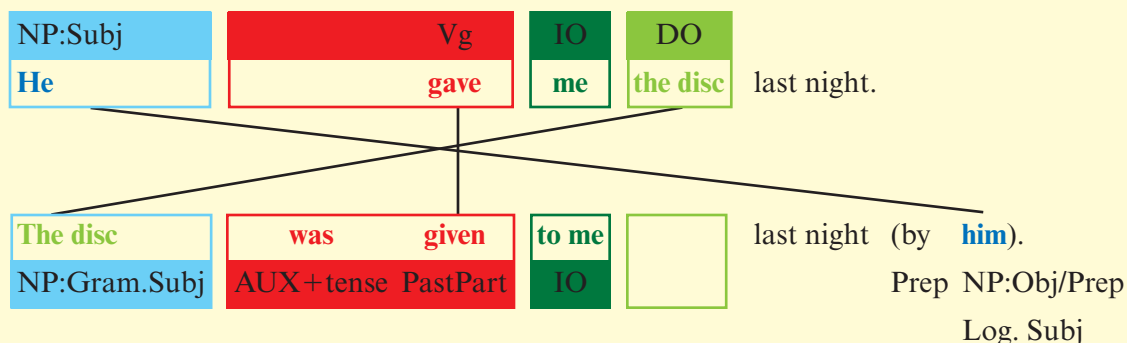 NP:Subj Vg IO DO
He gave me the disc last night.
The disc was given to me last night (by him).
NP:Gram.Subj AUX+tense PastPart IO Prep NP:Obj/Prep
Log. Subj